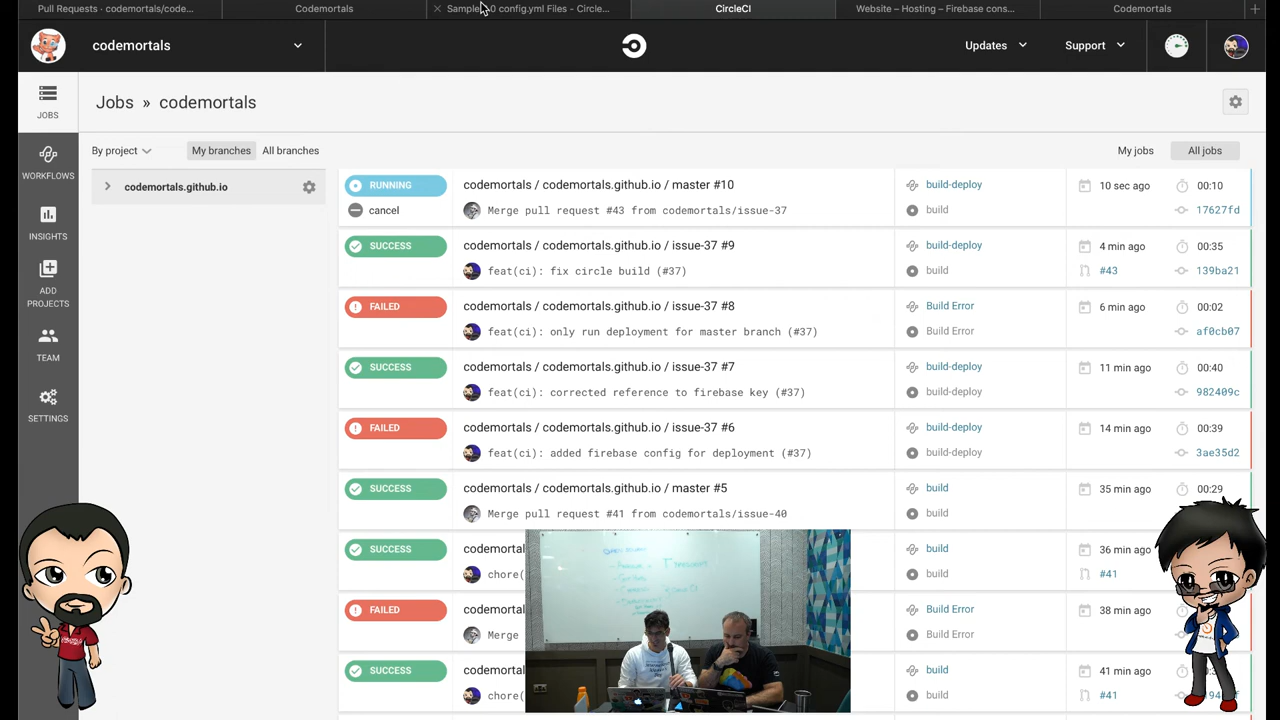 Pull Requests · codemortals/code...
Codemortals
Sample 2.0 config.yml Files - Circle...
CircleCI
Website – Hosting – Firebase cons...
Codemortals
codemortals
Updates
Support
JOBS
WORKFLOWS
INSIGHTS
ADD
PROJECTS
TEAM
SETTINGS
Jobs » codemortals
By project
My branches
All branches
My jobs
All jobs
codemortals.github.io
RUNNING
codemortals / codemortals.github.io / master #10
build-deploy
10 sec ago
00:10
cancel
Merge pull request #43 from codemortals/issue-37
build
17627fd
SUCCESS
codemortals / codemortals.github.io / issue-37 #9
build-deploy
4 min ago
00:35
feat(ci): fix circle build (#37)
build
#43
139ba21
FAILED
codemortals / codemortals.github.io / issue-37 #8
Build Error
6 min ago
00:02
feat(ci): only run deployment for master branch (#37)
Build Error
af0cb07
SUCCESS
codemortals / codemortals.github.io / issue-37 #7
build-deploy
11 min ago
00:40
feat(ci): corrected reference to firebase key (#37)
build-deploy
982409c
FAILED
codemortals / codemortals.github.io / issue-37 #6
build-deploy
14 min ago
00:39
feat(ci): added firebase config for deployment (#37)
build-deploy
3ae35d2
SUCCESS
codemortals / codemortals.github.io / master #5
build
35 min ago
00:29
Merge pull request #41 from codemortals/issue-40
build
SUCCESS
codemorta
build
36 min ago
chore(
build
#41
FAILED
codemorta
Build Error
38 min ago
Merge
Build Error
SUCCESS
codemorta
build
41 min
chore(
build
#41
94